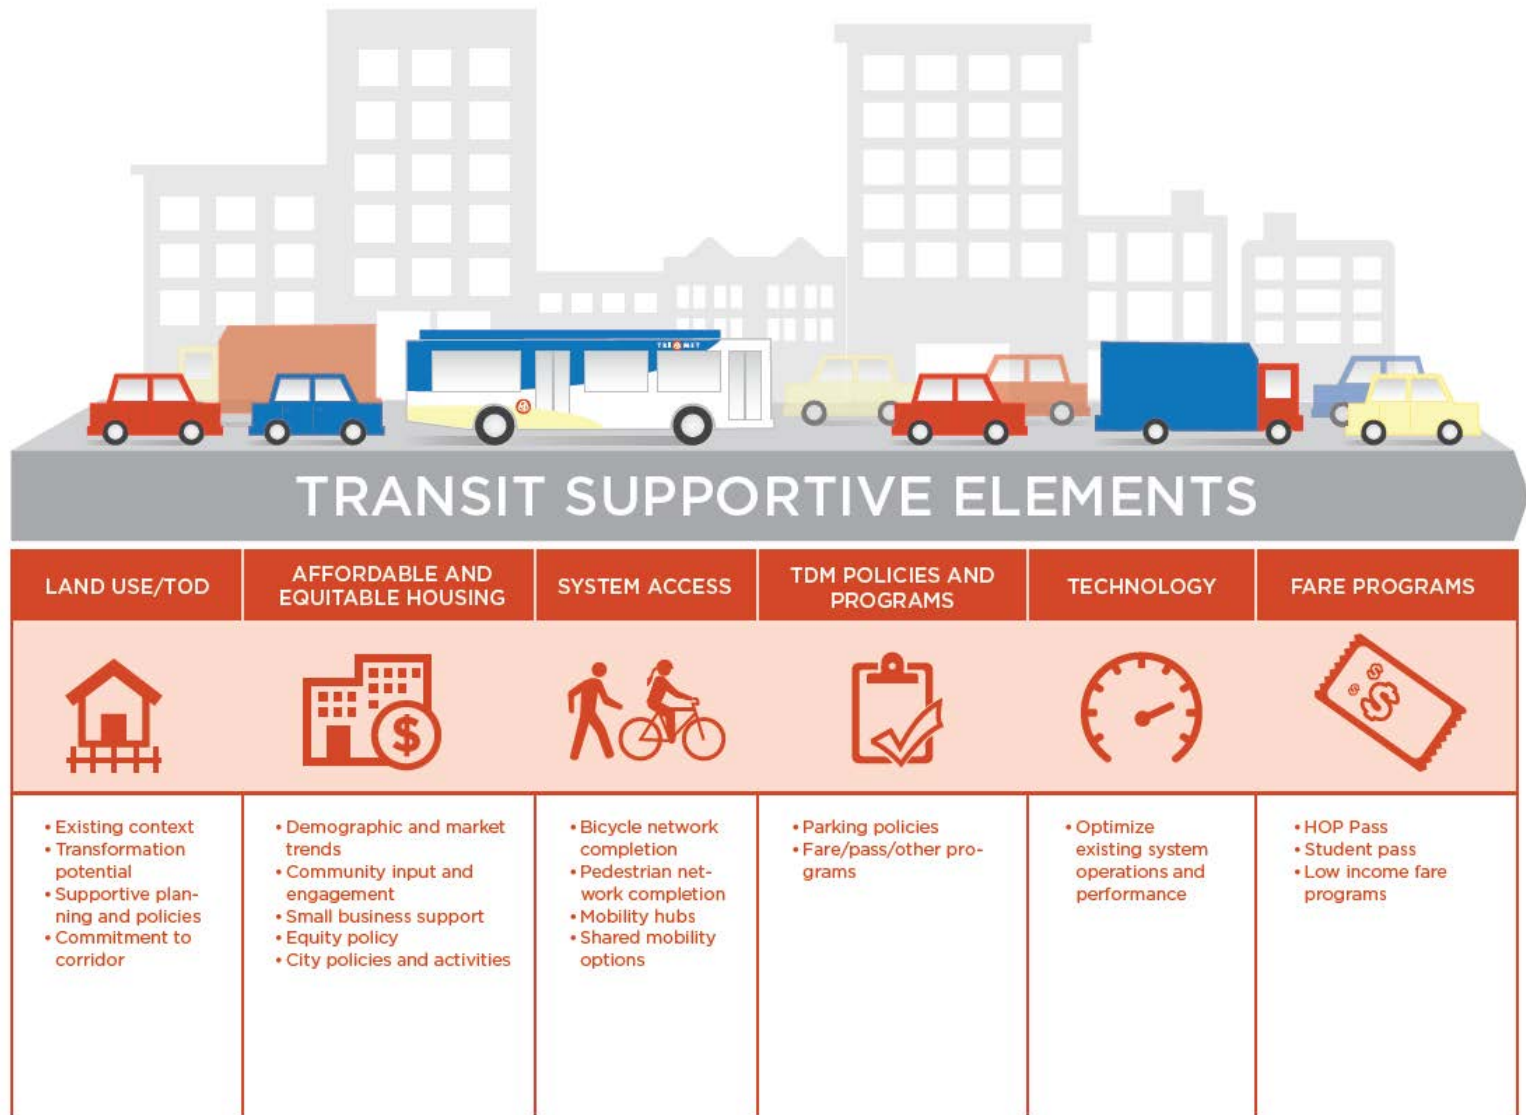 TRI MET
TRANSIT SUPPORTIVE ELEMENTS
LAND USE/TOD
AFFORDABLE AND
EQUITABLE HOUSING
SYSTEM ACCESS
TDM POLICIES AND
PROGRAMS
TECHNOLOGY
FARE PROGRAMS
$
$
$
$
• Existing context
• Transformation
potential
• Supportive plan-
ning and policies
• Commitment to
corridor
• Demographic and market
trends
• Community input and
engagement
• Small business support
• Equity policy
• City policies and activities
• Bicycle network
completion
• Pedestrian net-
work completion
• Mobility hubs
• Shared mobility
options
• Parking policies
• Fare/pass/other pro-
grams
• Optimize
existing system
operations and
performance
• HOP Pass
• Student pass
• Low income fare
programs